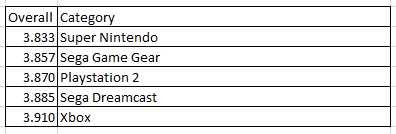 Overall Category
3.833 Super Nintendo
3.857 Sega Game Gear
3.870 Playstation 2
3.885 Sega Dreamcast
3.910 Xbox